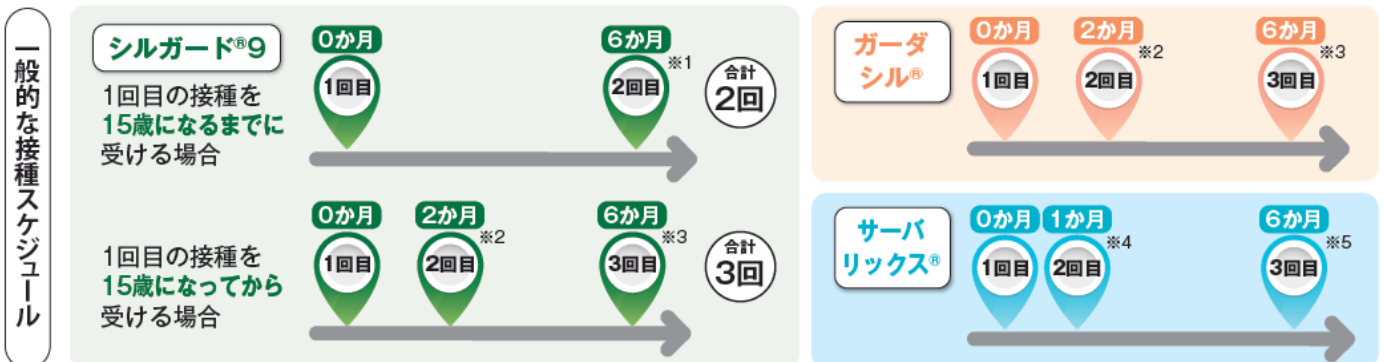 一般的な接種スケジュール
シルガード®9
1回目の接種を
15歳になるまでに
受ける場合
0か月
1回目
6か月
※1
2回目
合計
2回
1回目の接種を
15歳になってから
受ける場合
0か月
1回目
2か月
※2
2回目
6か月
※3
3回目
合計
3回
ガーダ
シル®
0か月
1回目
2か月
※2
2回目
6か月
※3
3回目
サーバ
リックス®
0か月
1回目
1か月
※4
2回目
6か月
※5
3回目